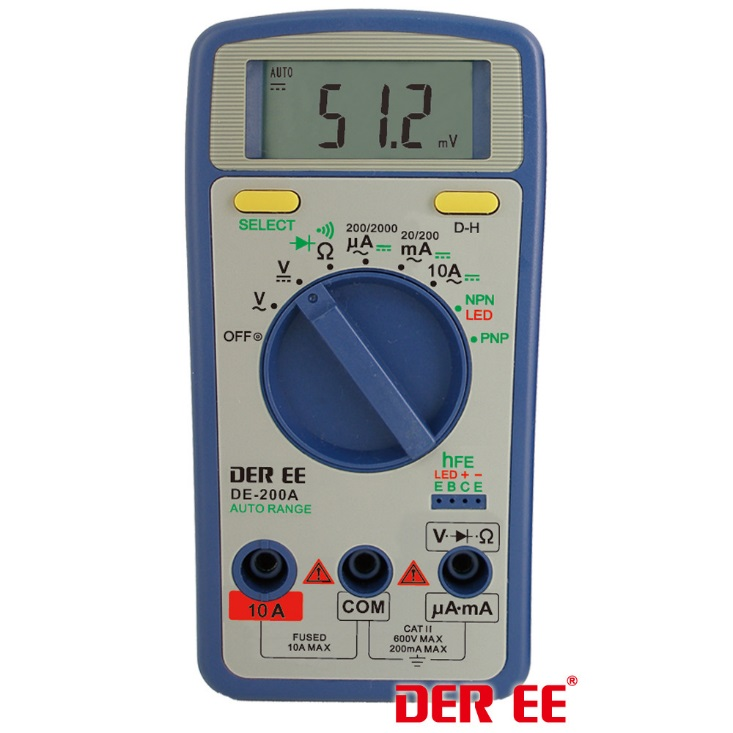 AUTO
51.2 mV
SELECT
D-H
200/2000
μA
20/200
mA
Ω
V
10A
V
NPN
LED
OFF
PNP
hFE
LED + -
E B C E
DER EE
DE-200A
AUTO RANGE
V Ω
10A
COM
μA·mA
FUSED
10A MAX
CAT II
600V MAX
200mA MAX
DER EE®